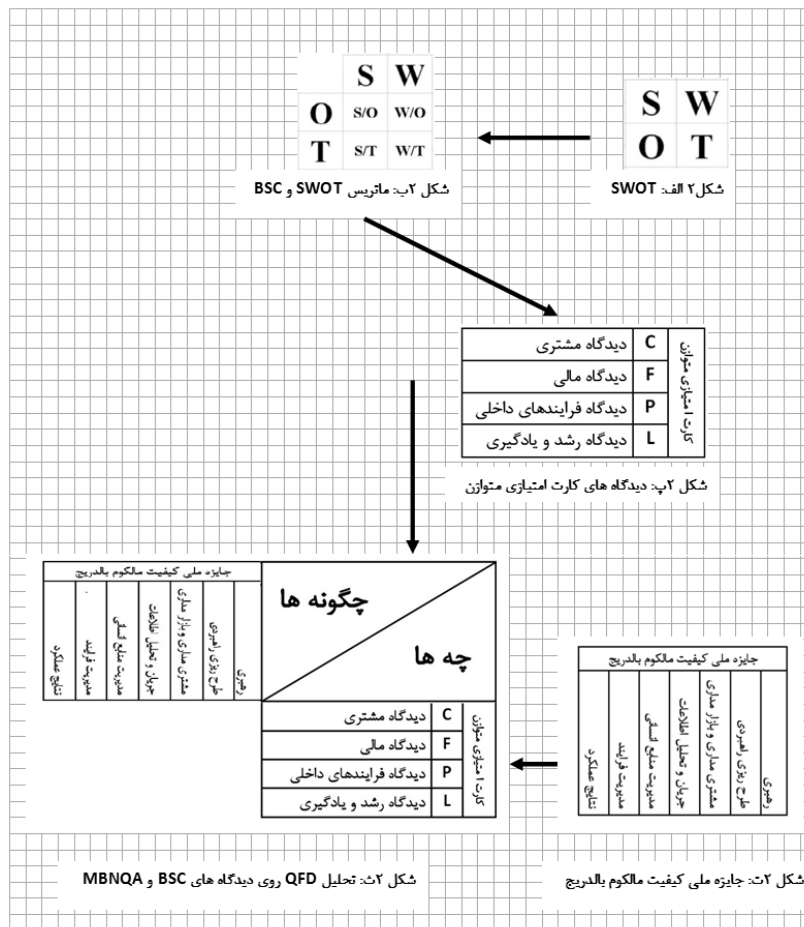 S W
O T
شکل۲ الف: SWOT
S W
O S/O W/O
T S/T W/T
شکل ۲ب: ماتریس SWOT و BSC
کارت امتیازی متوازن
C دیدگاه مشتری
F دیدگاه مالی
P دیدگاه فرایندهای داخلی
L دیدگاه رشد و یادگیری
شکل ۲پ: دیدگاه های کارت امتیازی متوازن
جایزه ملی کیفیت مالکوم بالدریج
رهبری
طرح ریزی راهبردی
مشتری مداری و بازار مداری
جریان و تحلیل اطلاعات
مدیریت منابع انسانی
مدیریت فرایند
نتایج عملکرد
شکل ۲ت: جایزه ملی کیفیت مالکوم بالدریج
چگونه ها
چه ها
جایزه ملی کیفیت مالکوم بالدریج
رهبری
طرح ریزی راهبردی
مشتری مداری و بازار مداری
جریان و تحلیل اطلاعات
مدیریت منابع انسانی
مدیریت فرایند
نتایج عملکرد
کارت امتیازی متوازن
C دیدگاه مشتری
F دیدگاه مالی
P دیدگاه فرایندهای داخلی
L دیدگاه رشد و یادگیری
شکل ۲ث: تحلیل QFD روی دیدگاه های BSC و MBNQA